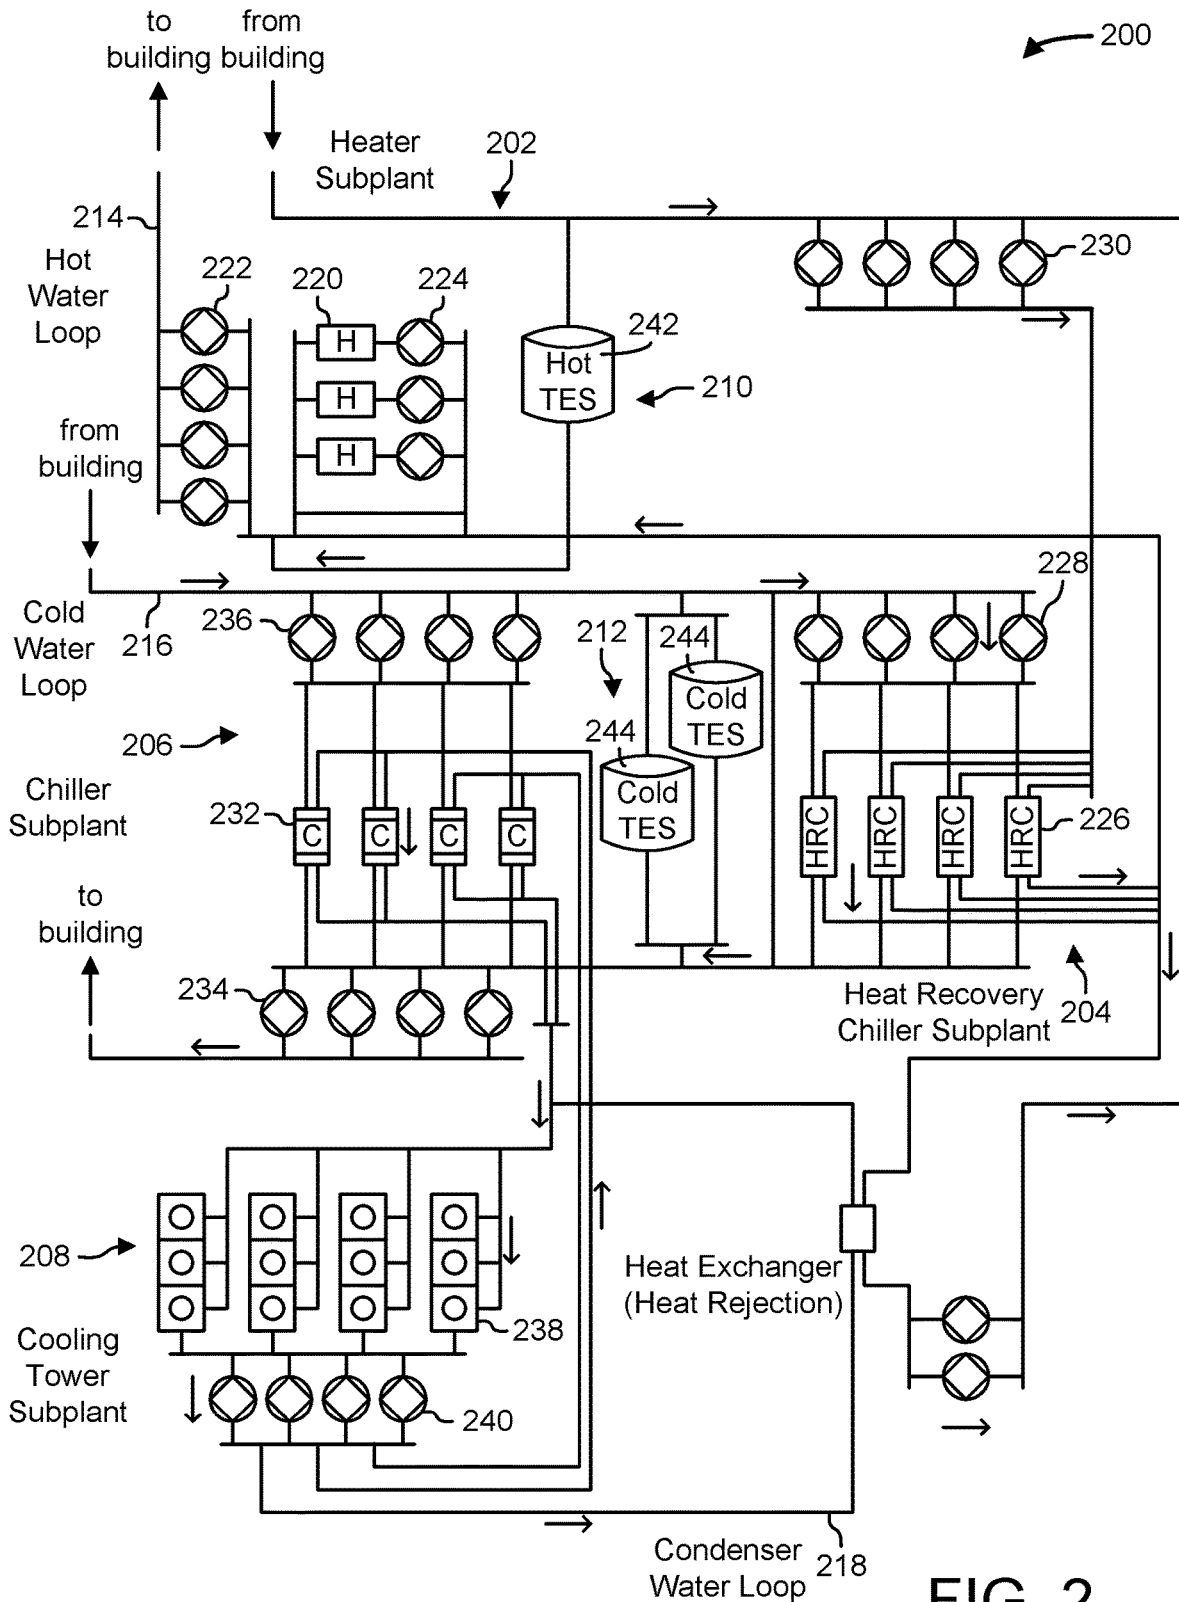 to
building
from
building
200
Heater
Subplant
202
214
Hot
Water
Loop
222
220
224
230
H
H
H
242
Hot
TES
210
from
building
228
Cold
Water
Loop
216
236
212
244
Cold
TES
244
Cold
TES
206
Chiller
Subplant
232
C
C
C
C
HRC
HRC
HRC
HRC
226
to
building
234
Heat Recovery
Chiller Subplant
204
208
238
Heat Exchanger
(Heat Rejection)
Cooling
Tower
Subplant
240
Condenser
Water Loop
218
FIG. 2